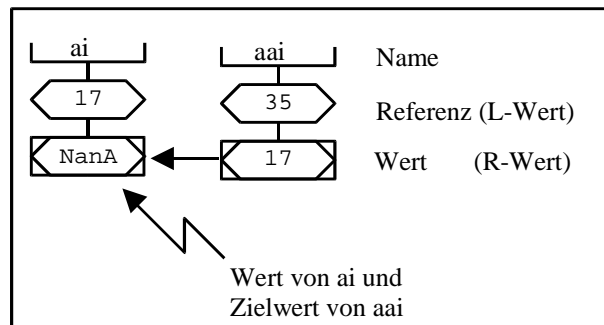 ai aai Name
17 35 Referenz (L-Wert)
NanA 17 Wert (R-Wert)
Wert von ai und
Zielwert von aai